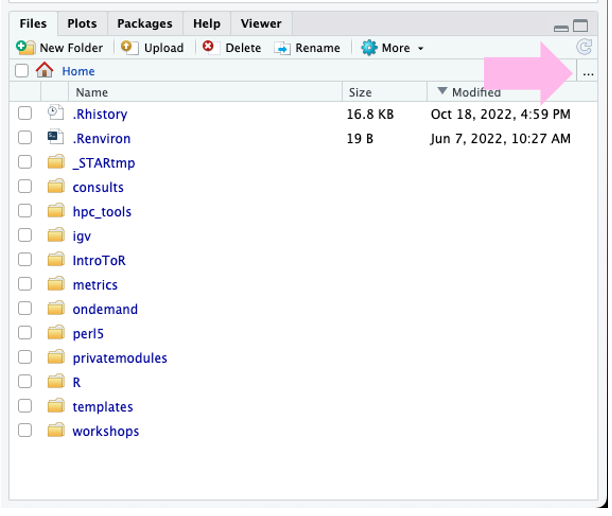 Files Plots Packages Help Viewer
New Folder Upload Delete Rename More
Home ...
Name Size Modified
.Rhistory 16.8 KB Oct 18, 2022, 4:59 PM
.Renviron 19 B Jun 7, 2022, 10:27 AM
_STARtmp
consults
hpc_tools
igv
IntroToR
metrics
ondemand
perl5
privatemodules
R
templates
workshops